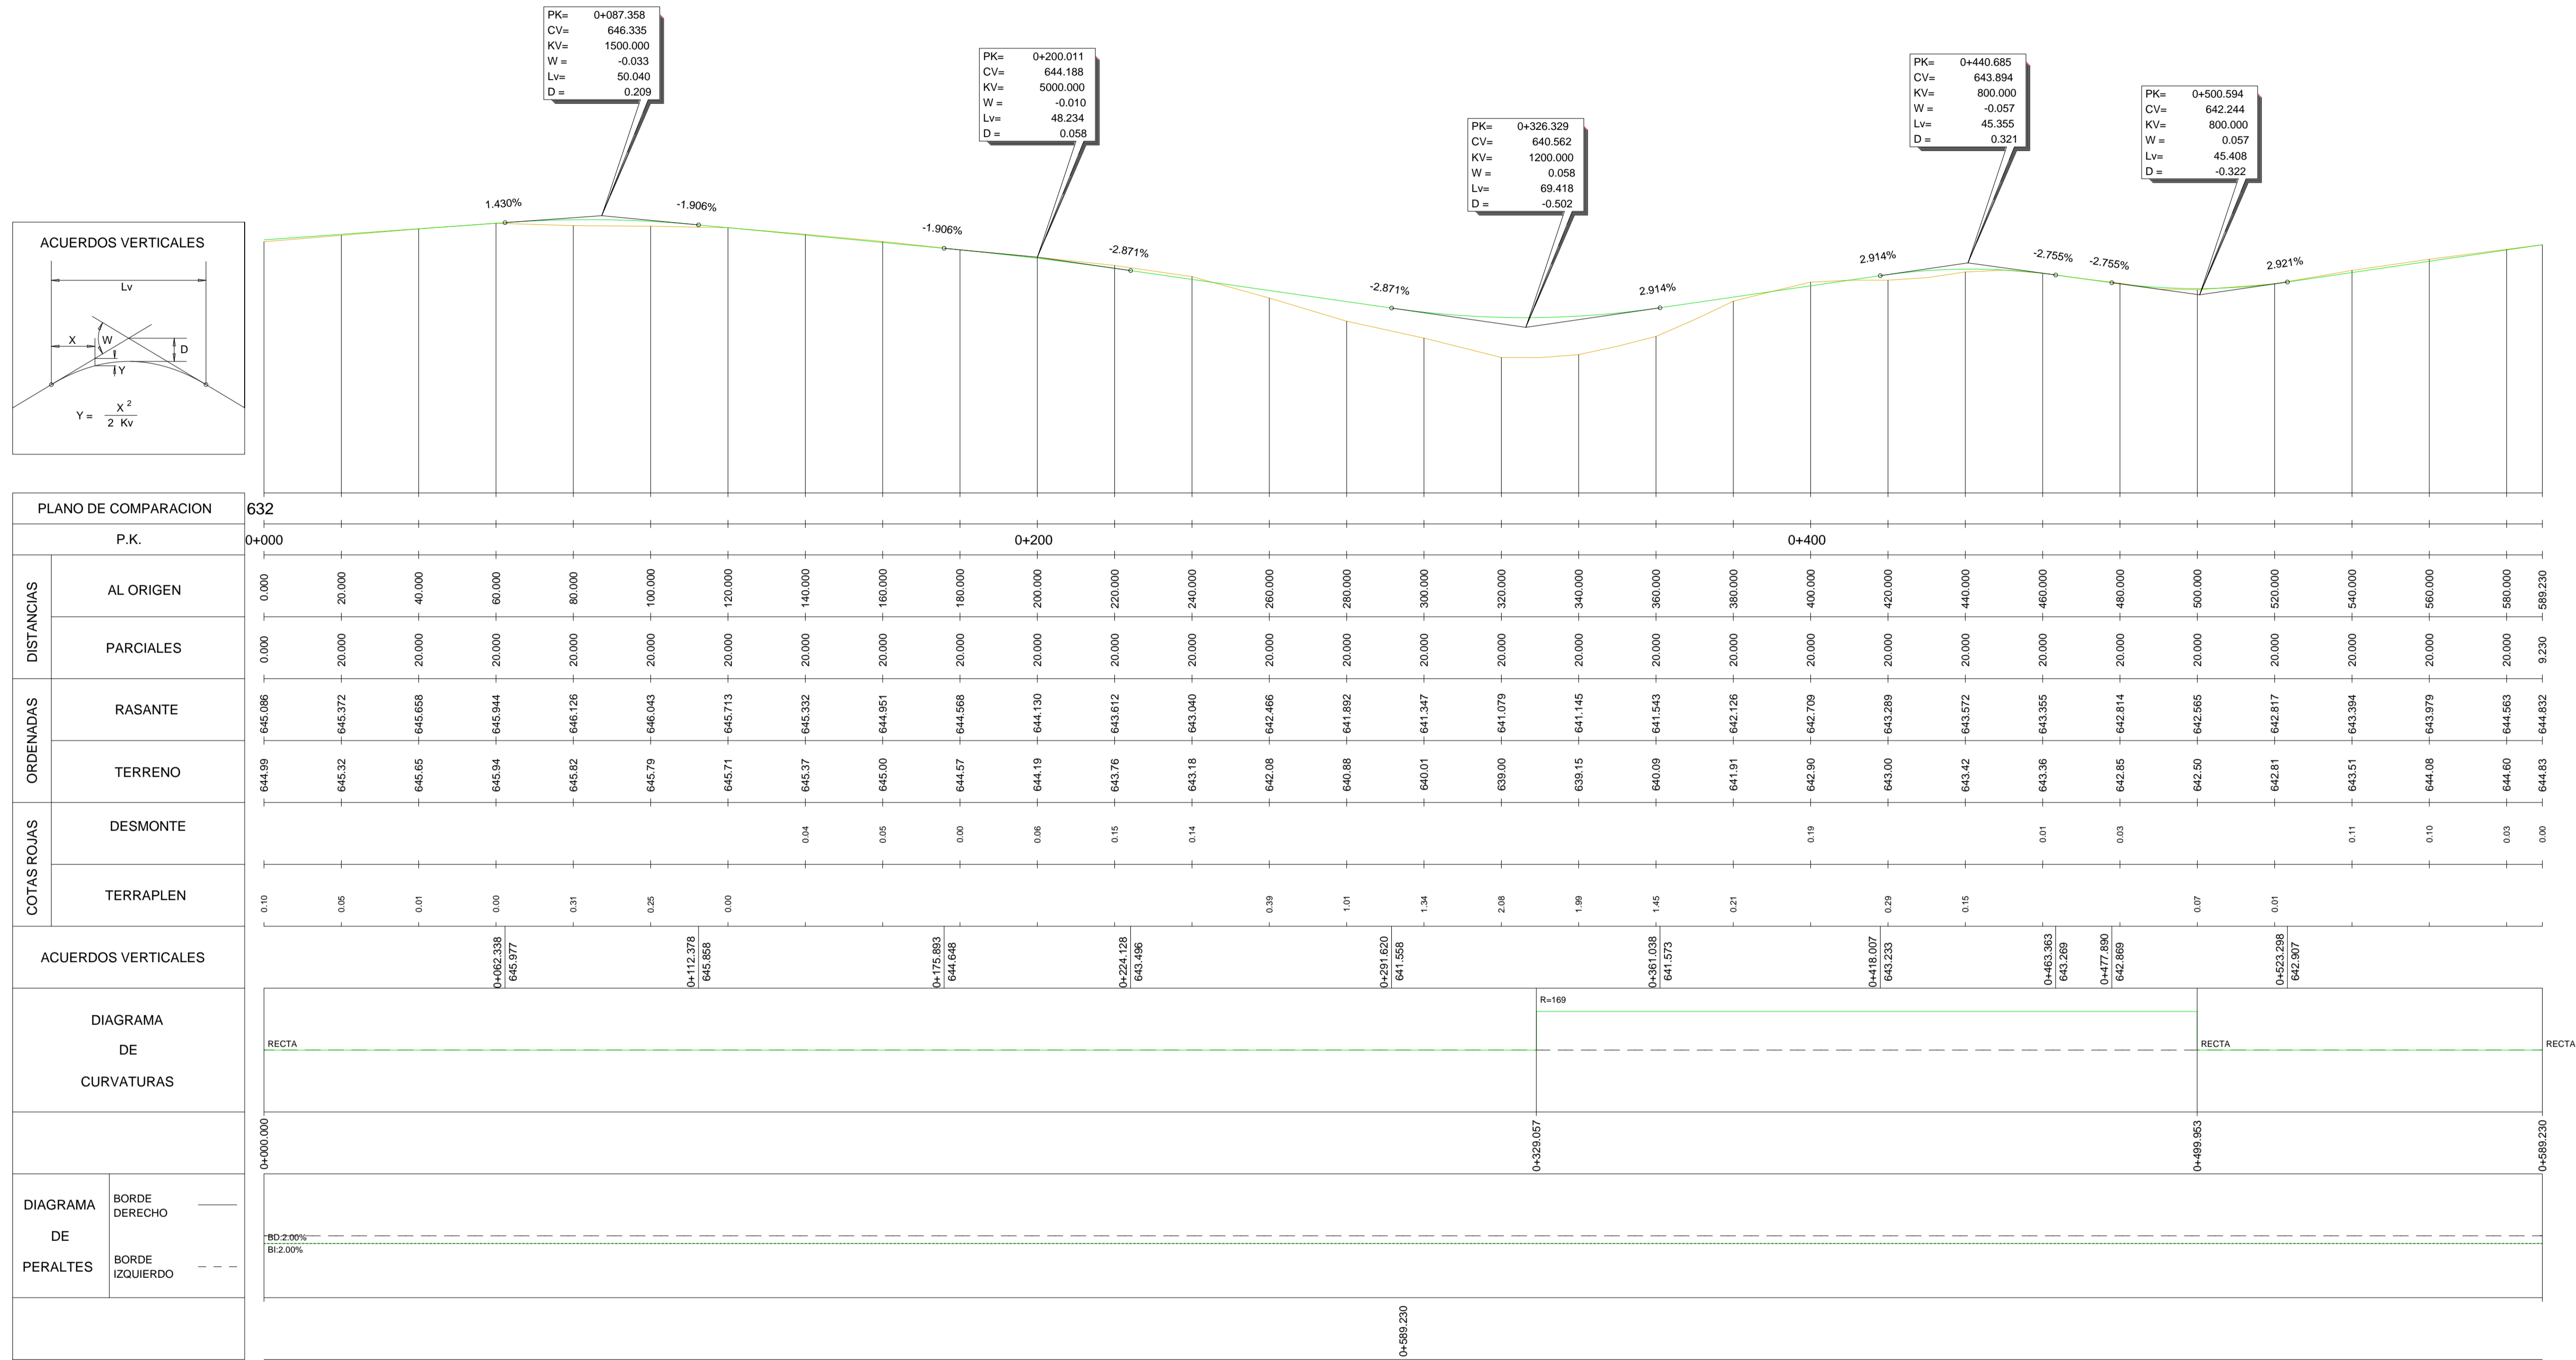 PK= 0+087.358
CV= 646.335
KV= 1500.000
W = -0.033
Lv= 50.040
D = 0.209
PK= 0+200.011
CV= 644.188
KV= 5000.000
W = -0.010
Lv= 48.234
D = 0.058
PK= 0+326.329
CV= 640.562
KV= 1200.000
W = 0.058
Lv= 69.418
D = -0.502
PK= 0+440.685
CV= 643.894
KV= 800.000
W = -0.057
Lv= 45.355
D = 0.321
PK= 0+500.594
CV= 642.244
KV= 800.000
W = 0.057
Lv= 45.408
D = -0.322
1.430% -1.906% -1.906% -2.871% -2.871% 2.914% 2.914% -2.755% -2.755% 2.921%
ACUERDOS VERTICALES
Lv
X W D
Y
Y = X 2
2 Kv
PLANO DE COMPARACION 632
P.K. 0+000 0+200 0+400
DISTANCIAS
AL ORIGEN 0.000 20.000 40.000 60.000 80.000 100.000 120.000 140.000 160.000 180.000 200.000 220.000 240.000 260.000 280.000 300.000 320.000 340.000 360.000 380.000 400.000 420.000 440.000 460.000 480.000 500.000 520.000 540.000 560.000 580.000 589.230
PARCIALES 0.000 20.000 20.000 20.000 20.000 20.000 20.000 20.000 20.000 20.000 20.000 20.000 20.000 20.000 20.000 20.000 20.000 20.000 20.000 20.000 20.000 20.000 20.000 20.000 20.000 20.000 20.000 20.000 20.000 20.000 9.230
ORDENADAS
RASANTE 645.086 645.372 645.658 645.944 646.126 646.043 645.713 645.332 644.951 644.568 644.130 643.612 643.040 642.466 641.892 641.347 641.079 641.145 641.543 642.126 642.709 643.289 643.572 643.355 642.814 642.565 642.817 643.394 643.979 644.563 644.832
TERRENO 644.99 645.32 645.65 645.94 645.82 645.79 645.71 645.37 645.00 644.57 644.19 643.76 643.18 642.08 640.88 640.01 639.00 639.15 640.09 641.91 642.90 643.00 643.42 643.36 642.85 642.50 642.81 643.51 644.08 644.60 644.83
COTAS ROJAS
DESMONTE 0.04 0.05 0.00 0.06 0.15 0.14 0.19 0.01 0.03 0.11 0.10 0.03 0.00
TERRAPLEN 0.10 0.05 0.01 0.00 0.31 0.25 0.00 0.39 1.01 1.34 2.08 1.99 1.45 0.21 0.29 0.15 0.07 0.01
ACUERDOS VERTICALES
0+062.338
645.977
0+112.378
645.858
0+175.893
644.648
0+224.128
643.496
0+291.620
641.558
0+361.038
641.573
0+418.007
643.233
0+463.363
643.269
0+477.890
642.869
0+523.298
642.907
DIAGRAMA
DE
CURVATURAS
RECTA
R=169
RECTA
RECTA
0+000.000 0+329.057 0+499.953 0+589.230
DIAGRAMA
DE
PERALTES
BORDE
DERECHO
BORDE
IZQUIERDO
BD:2.00%
BI:2.00%
0+589.230